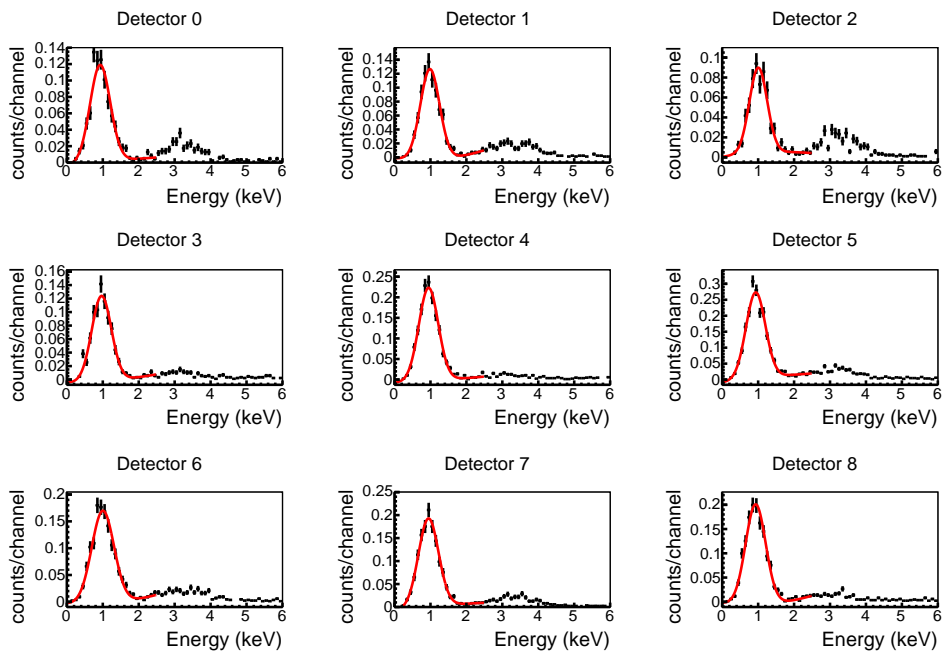 Detector 0
counts/channel
0.14
0.12
0.1
0.08
0.06
0.04
0.02
0
0 1 2 3 4 5 6
Energy (keV)
Detector 1
counts/channel
0.14
0.12
0.1
0.08
0.06
0.04
0.02
0
0 1 2 3 4 5 6
Energy (keV)
Detector 2
counts/channel
0.1
0.08
0.06
0.04
0.02
0
0 1 2 3 4 5 6
Energy (keV)
Detector 3
counts/channel
0.16
0.14
0.12
0.1
0.08
0.06
0.04
0.02
0
0 1 2 3 4 5 6
Energy (keV)
Detector 4
counts/channel
0.25
0.2
0.15
0.1
0.05
0
0 1 2 3 4 5 6
Energy (keV)
Detector 5
counts/channel
0.3
0.25
0.2
0.15
0.1
0.05
0
0 1 2 3 4 5 6
Energy (keV)
Detector 6
counts/channel
0.2
0.15
0.1
0.05
0
0 1 2 3 4 5 6
Energy (keV)
Detector 7
counts/channel
0.25
0.2
0.15
0.1
0.05
0
0 1 2 3 4 5 6
Energy (keV)
Detector 8
counts/channel
0.2
0.15
0.1
0.05
0
0 1 2 3 4 5 6
Energy (keV)